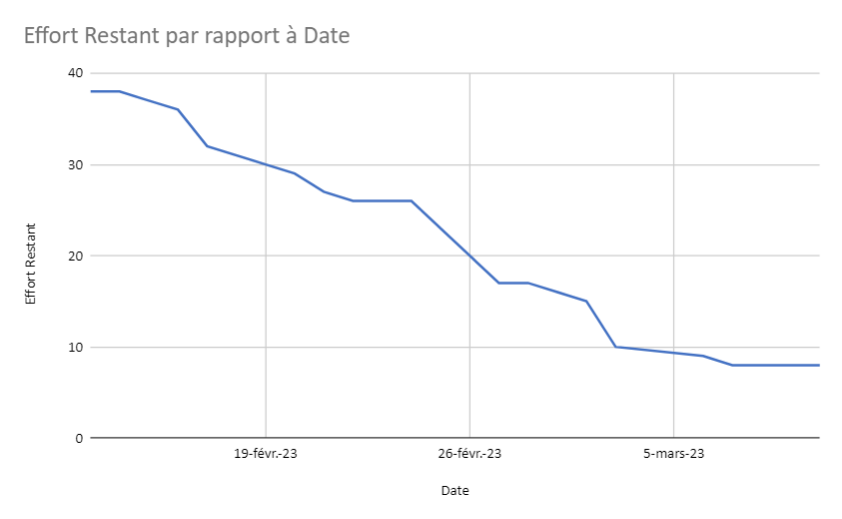 Effort Restant par rapport à Date
40
30
20
10
0
Effort Restant
19-févr.-23
26-févr.-23
5-mars-23
Date